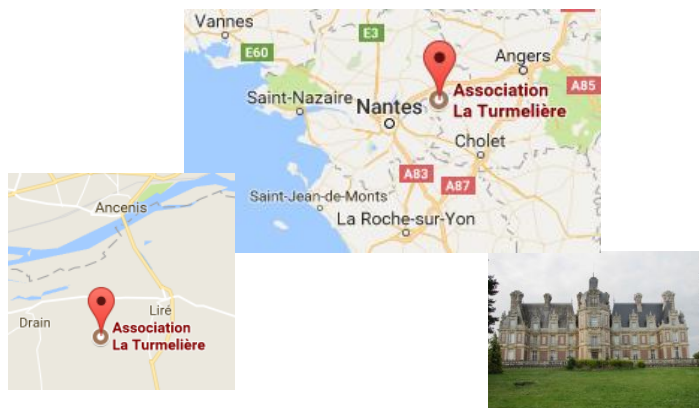 Vannes
E60
E3
Angers
A85
Association
La Turmelière
Saint-Nazaire
Nantes
Cholet
A83
A87
Saint-Jean-de-Monts
La Roche-sur-Yon
Ancenis
Liré
Drain
Association
La Turmelière